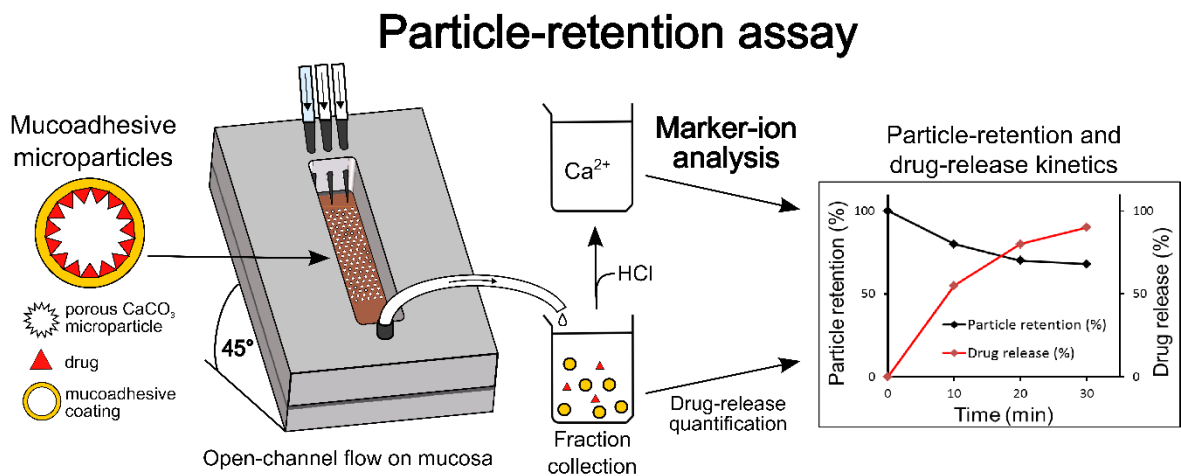 Particle-retention assay
Mucoadhesive
microparticles
porous CaCO₃
microparticle
drug
mucoadhesive
coating
45°
Open-channel flow on mucosa
Ca²⁺
HCl
Fraction
collection
Marker-ion
analysis
Drug-release
quantification
Particle-retention and
drug-release kinetics
Particle retention (%)
100
50
0
Particle retention (%)
Drug release (%)
0 10 20 30
Time (min)
100
50
0
Drug release (%)